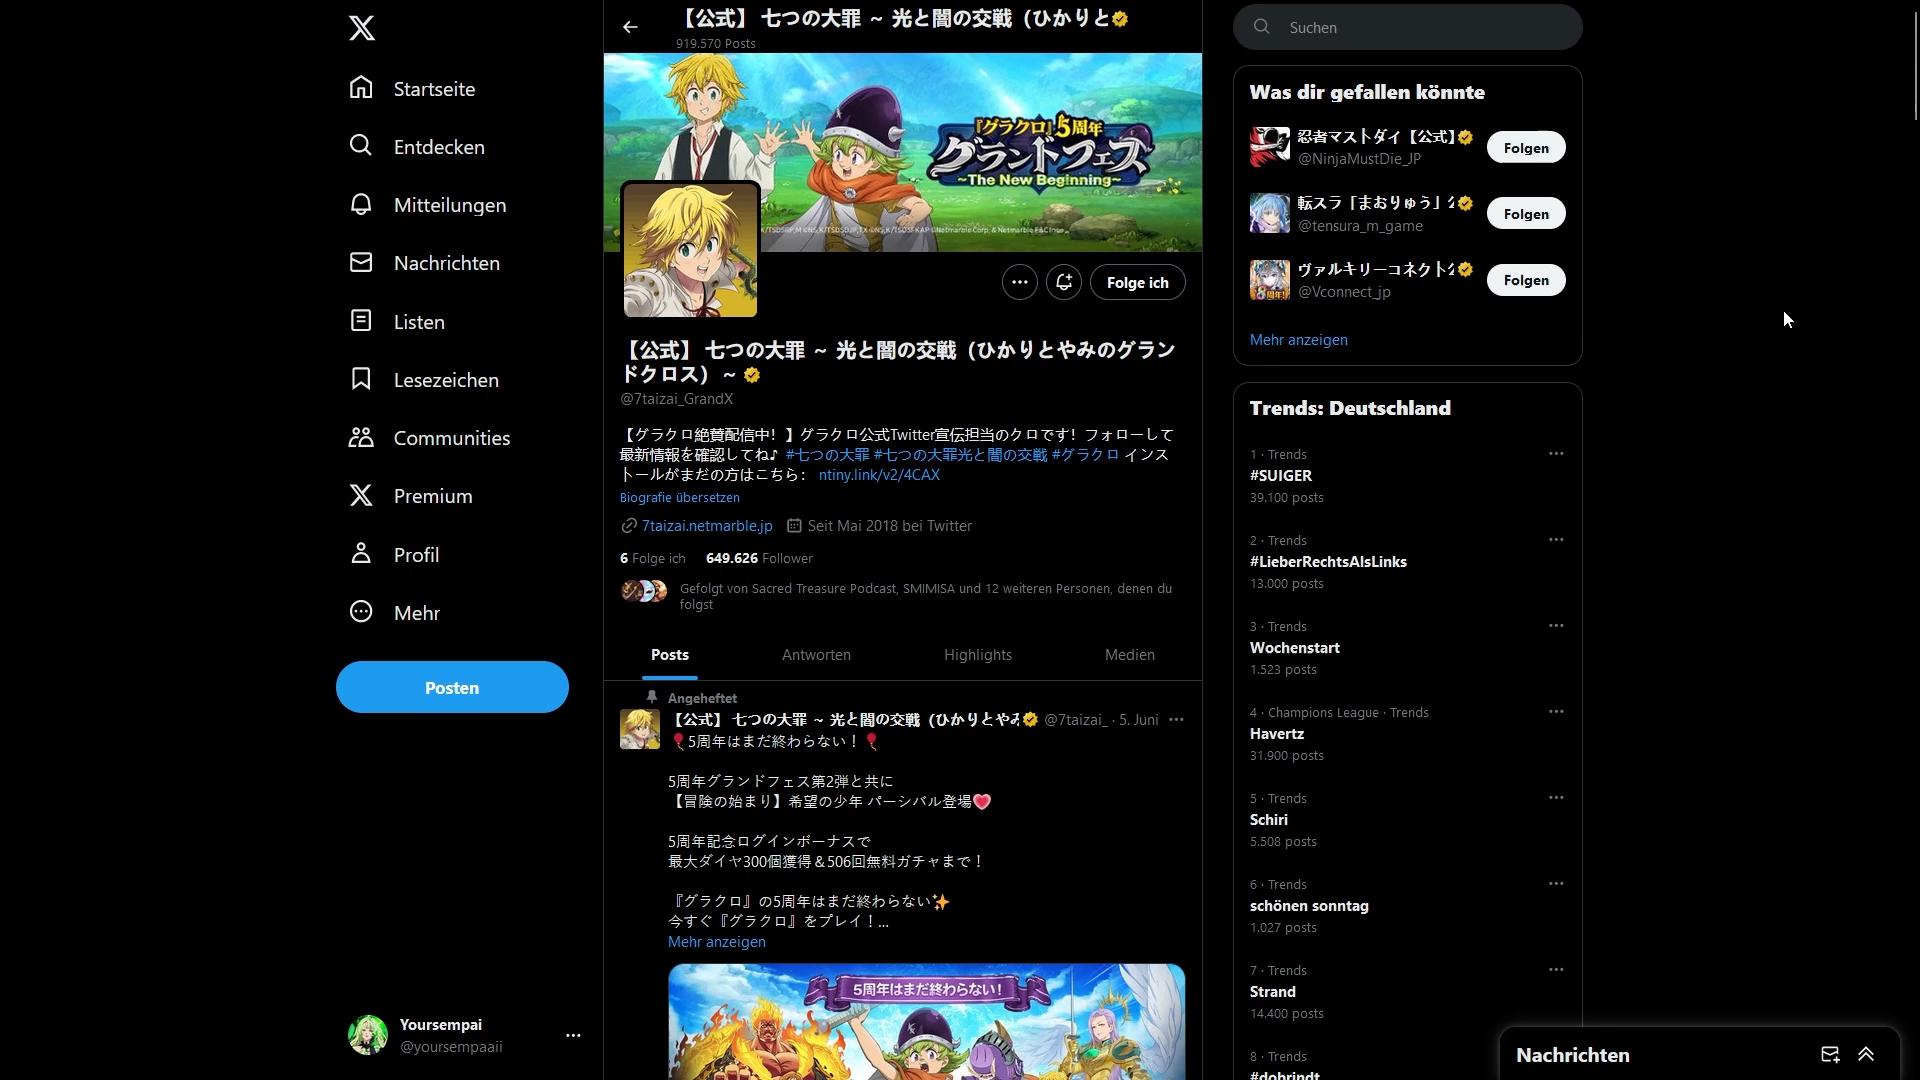 Startseite
Entdecken
Mitteilungen
Nachrichten
Listen
Lesezeichen
Communities
Premium
Profil
Mehr
Posten
Yoursempai
@yoursempaaii
【公式】 七つの大罪 ~ 光と闇の交戦（ひかりと
919.570 Posts
『グラクロ』5周年
グランドフェス
~The New Beginning~
Folge ich
【公式】 七つの大罪 ~ 光と闇の交戦（ひかりとやみのグラン
ドクロス）~
@7taizai_GrandX
【グラクロ絶賛配信中！】グラクロ公式Twitter宣伝担当のクロです！フォローして
最新情報を確認してね♪ #七つの大罪 #七つの大罪光と闇の交戦 #グラクロ インス
トールがまだの方はこちら： ntiny.link/v2/4CAX
Biografie übersetzen
7taizai.netmarble.jp Seit Mai 2018 bei Twitter
6 Folge ich 649.626 Follower
Gefolgt von Sacred Treasure Podcast, SMIMISA und 12 weiteren Personen, denen du
folgst
Posts Antworten Highlights Medien
Angeheftet
【公式】 七つの大罪 ~ 光と闇の交戦（ひかりとやみ @7taizai_ · 5. Juni
🎈5周年はまだ終わらない！🎈
5周年グランドフェス第2弾と共に
【冒険の始まり】希望の少年 パーシバル登場💗
5周年記念ログインボーナスで
最大ダイヤ300個獲得＆506回無料ガチャまで！
『グラクロ』の5周年はまだ終わらない✨
今すぐ『グラクロ』をプレイ！...
Mehr anzeigen
5周年はまだ終わらない!
Suchen
Was dir gefallen könnte
忍者マストダイ【公式】
@NinjaMustDie_JP
Folgen
転スラ「まおりゅう」
@tensura_m_game
Folgen
ヴァルキリーコネクト
@Vconnect_jp
Folgen
Mehr anzeigen
Trends: Deutschland
1 · Trends
#SUIGER
39.100 posts
2 · Trends
#LieberRechtsAlsLinks
13.000 posts
3 · Trends
Wochenstart
1.523 posts
4 · Champions League · Trends
Havertz
31.900 posts
5 · Trends
Schiri
5.508 posts
6 · Trends
schönen sonntag
1.027 posts
7 · Trends
Strand
14.400 posts
8 · Trends
#dobrindt
Nachrichten